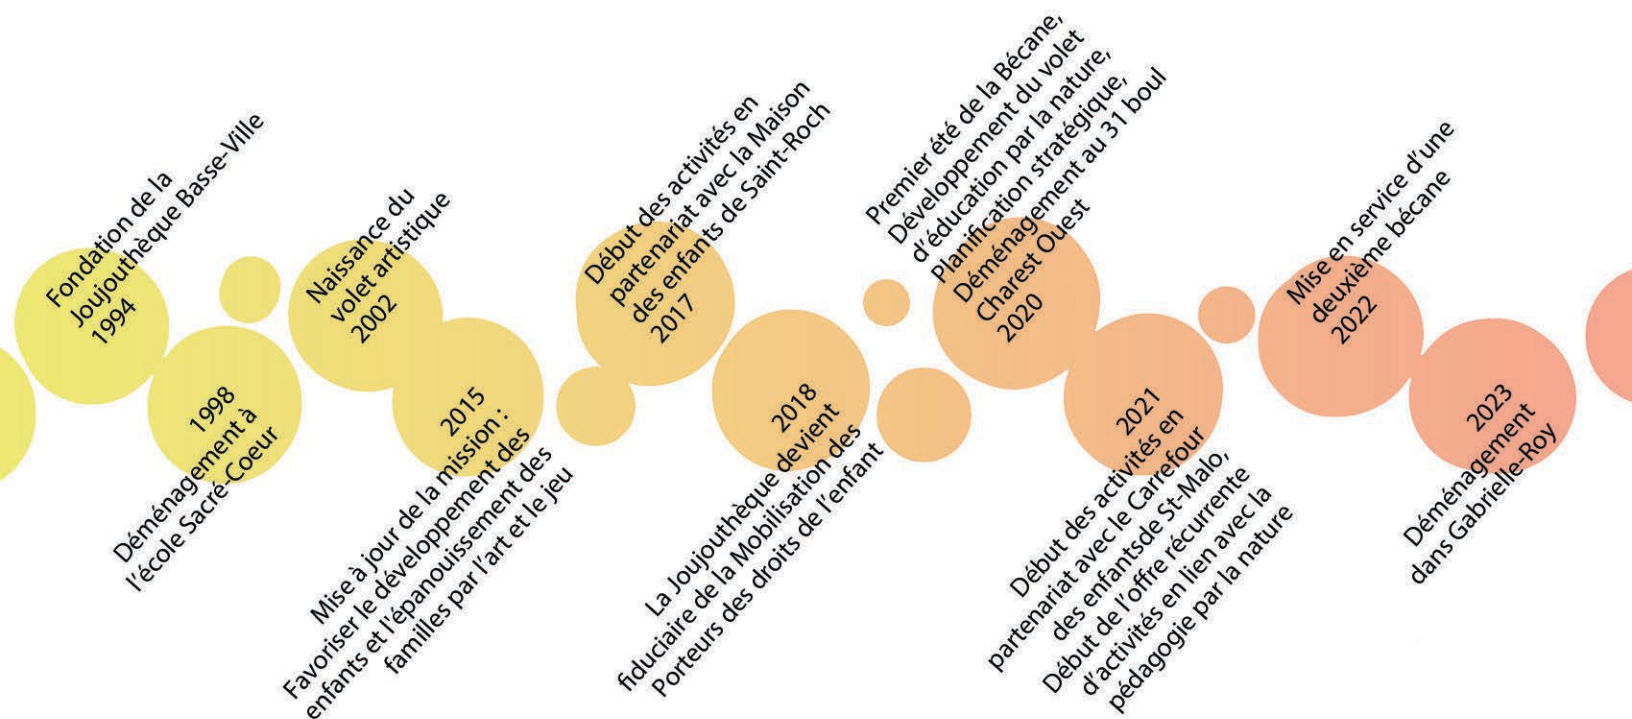 Fondation de la
Joujouthèque Basse-Ville
1994
1998
Déménagement à
l'école Sacré-Coeur
Naissance du
volet artistique
2002
2015
Mise à jour de la mission :
Favoriser le développement des
enfants et l'épanouissement des
familles par l'art et le jeu
Début des activités en
partenariat avec la Maison
des enfants de Saint-Roch
2017
2018
La Joujouthèque devient
fiduciaire de la Mobilisation des
Porteurs des droits de l'enfant
Premier été de la Bécane,
Développement du volet
d'éducation par la nature,
Planification stratégique,
Déménagement au 31 boul
Charest Ouest
2020
2021
Début des activités en
partenariat avec le Carrefour
des enfantsde St-Malo,
Début de l'offre récurrente
d'activités en lien avec la
pédagogie par la nature
Mise en service d'une
deuxième bécane
2022
2023
Déménagement
dans Gabrielle-Roy